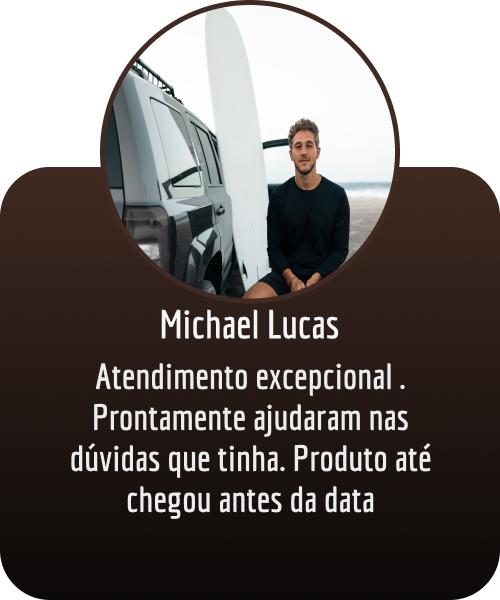 Michael Lucas
Atendimento excepcional .
Prontamente ajudaram nas
dúvidas que tinha. Produto até
chegou antes da data